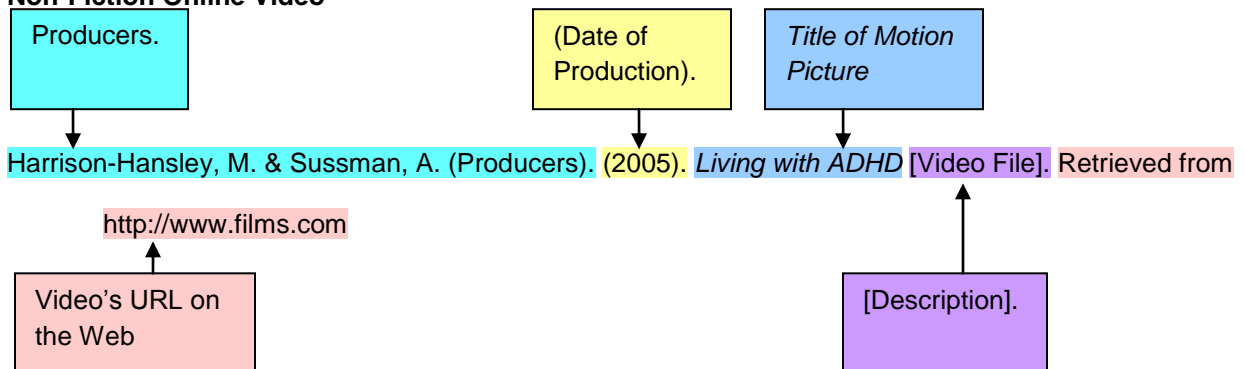 Non-Fiction Online Video
Producers.
(Date of
Production).
Title of Motion
Picture
Harrison-Hansley, M. & Sussman, A. (Producers). (2005). Living with ADHD [Video File]. Retrieved from
http://www.films.com
Video's URL on
the Web
[Description].